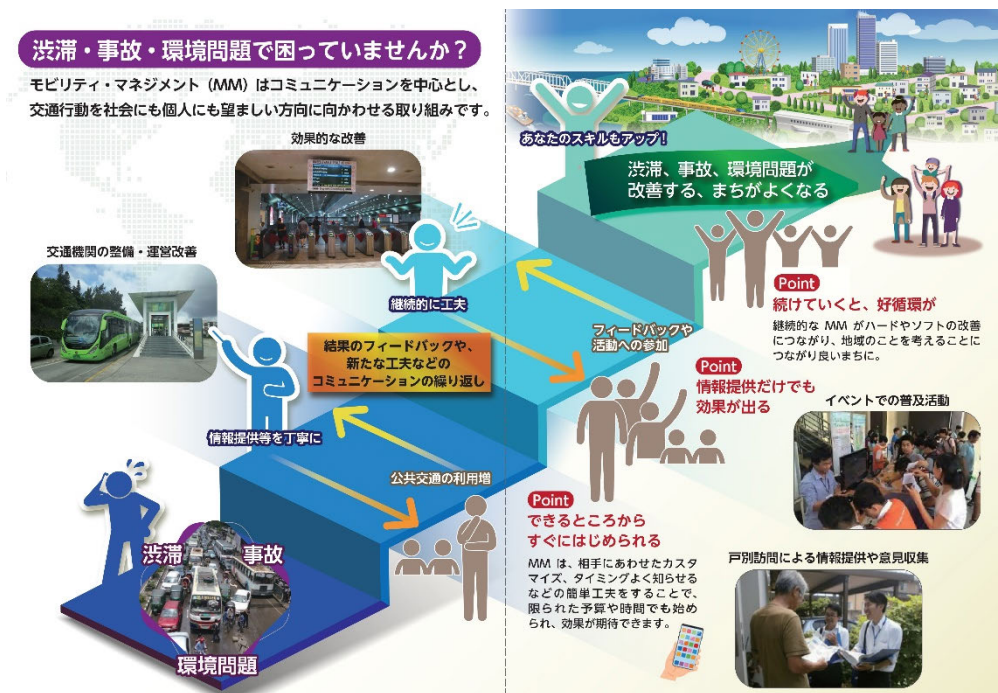 渋滞・事故・環境問題で困っていませんか?
モビリティ・マネジメント（MM）はコミュニケーションを中心とし、
交通行動を社会にも個人にも望ましい方向に向かわせる取り組みです。
効果的な改善
交通機関の整備・運営改善
継続的に工夫
結果のフィードバックや、
新たな工夫などの
コミュニケーションの繰り返し
情報提供等を丁寧に
公共交通の利用増
渋滞
事故
環境問題
あなたのスキルもアップ！
渋滞、事故、環境問題が
改善する、まちがよくなる
フィードバックや
活動への参加
Point
続けていくと、好循環が
継続的な MM がハードやソフトの改善
につながり、地域のことを考えることに
つながり良いまちに。
Point
情報提供だけでも
効果が出る
イベントでの普及活動
Point
できるところから
すぐにはじめられる
MM は、相手にあわせたカスタ
マイズ、タイミングよく知らせる
などの簡単工夫をすることで、
限られた予算や時間でも始め
られ、効果が期待できます。
戸別訪問による情報提供や意見収集